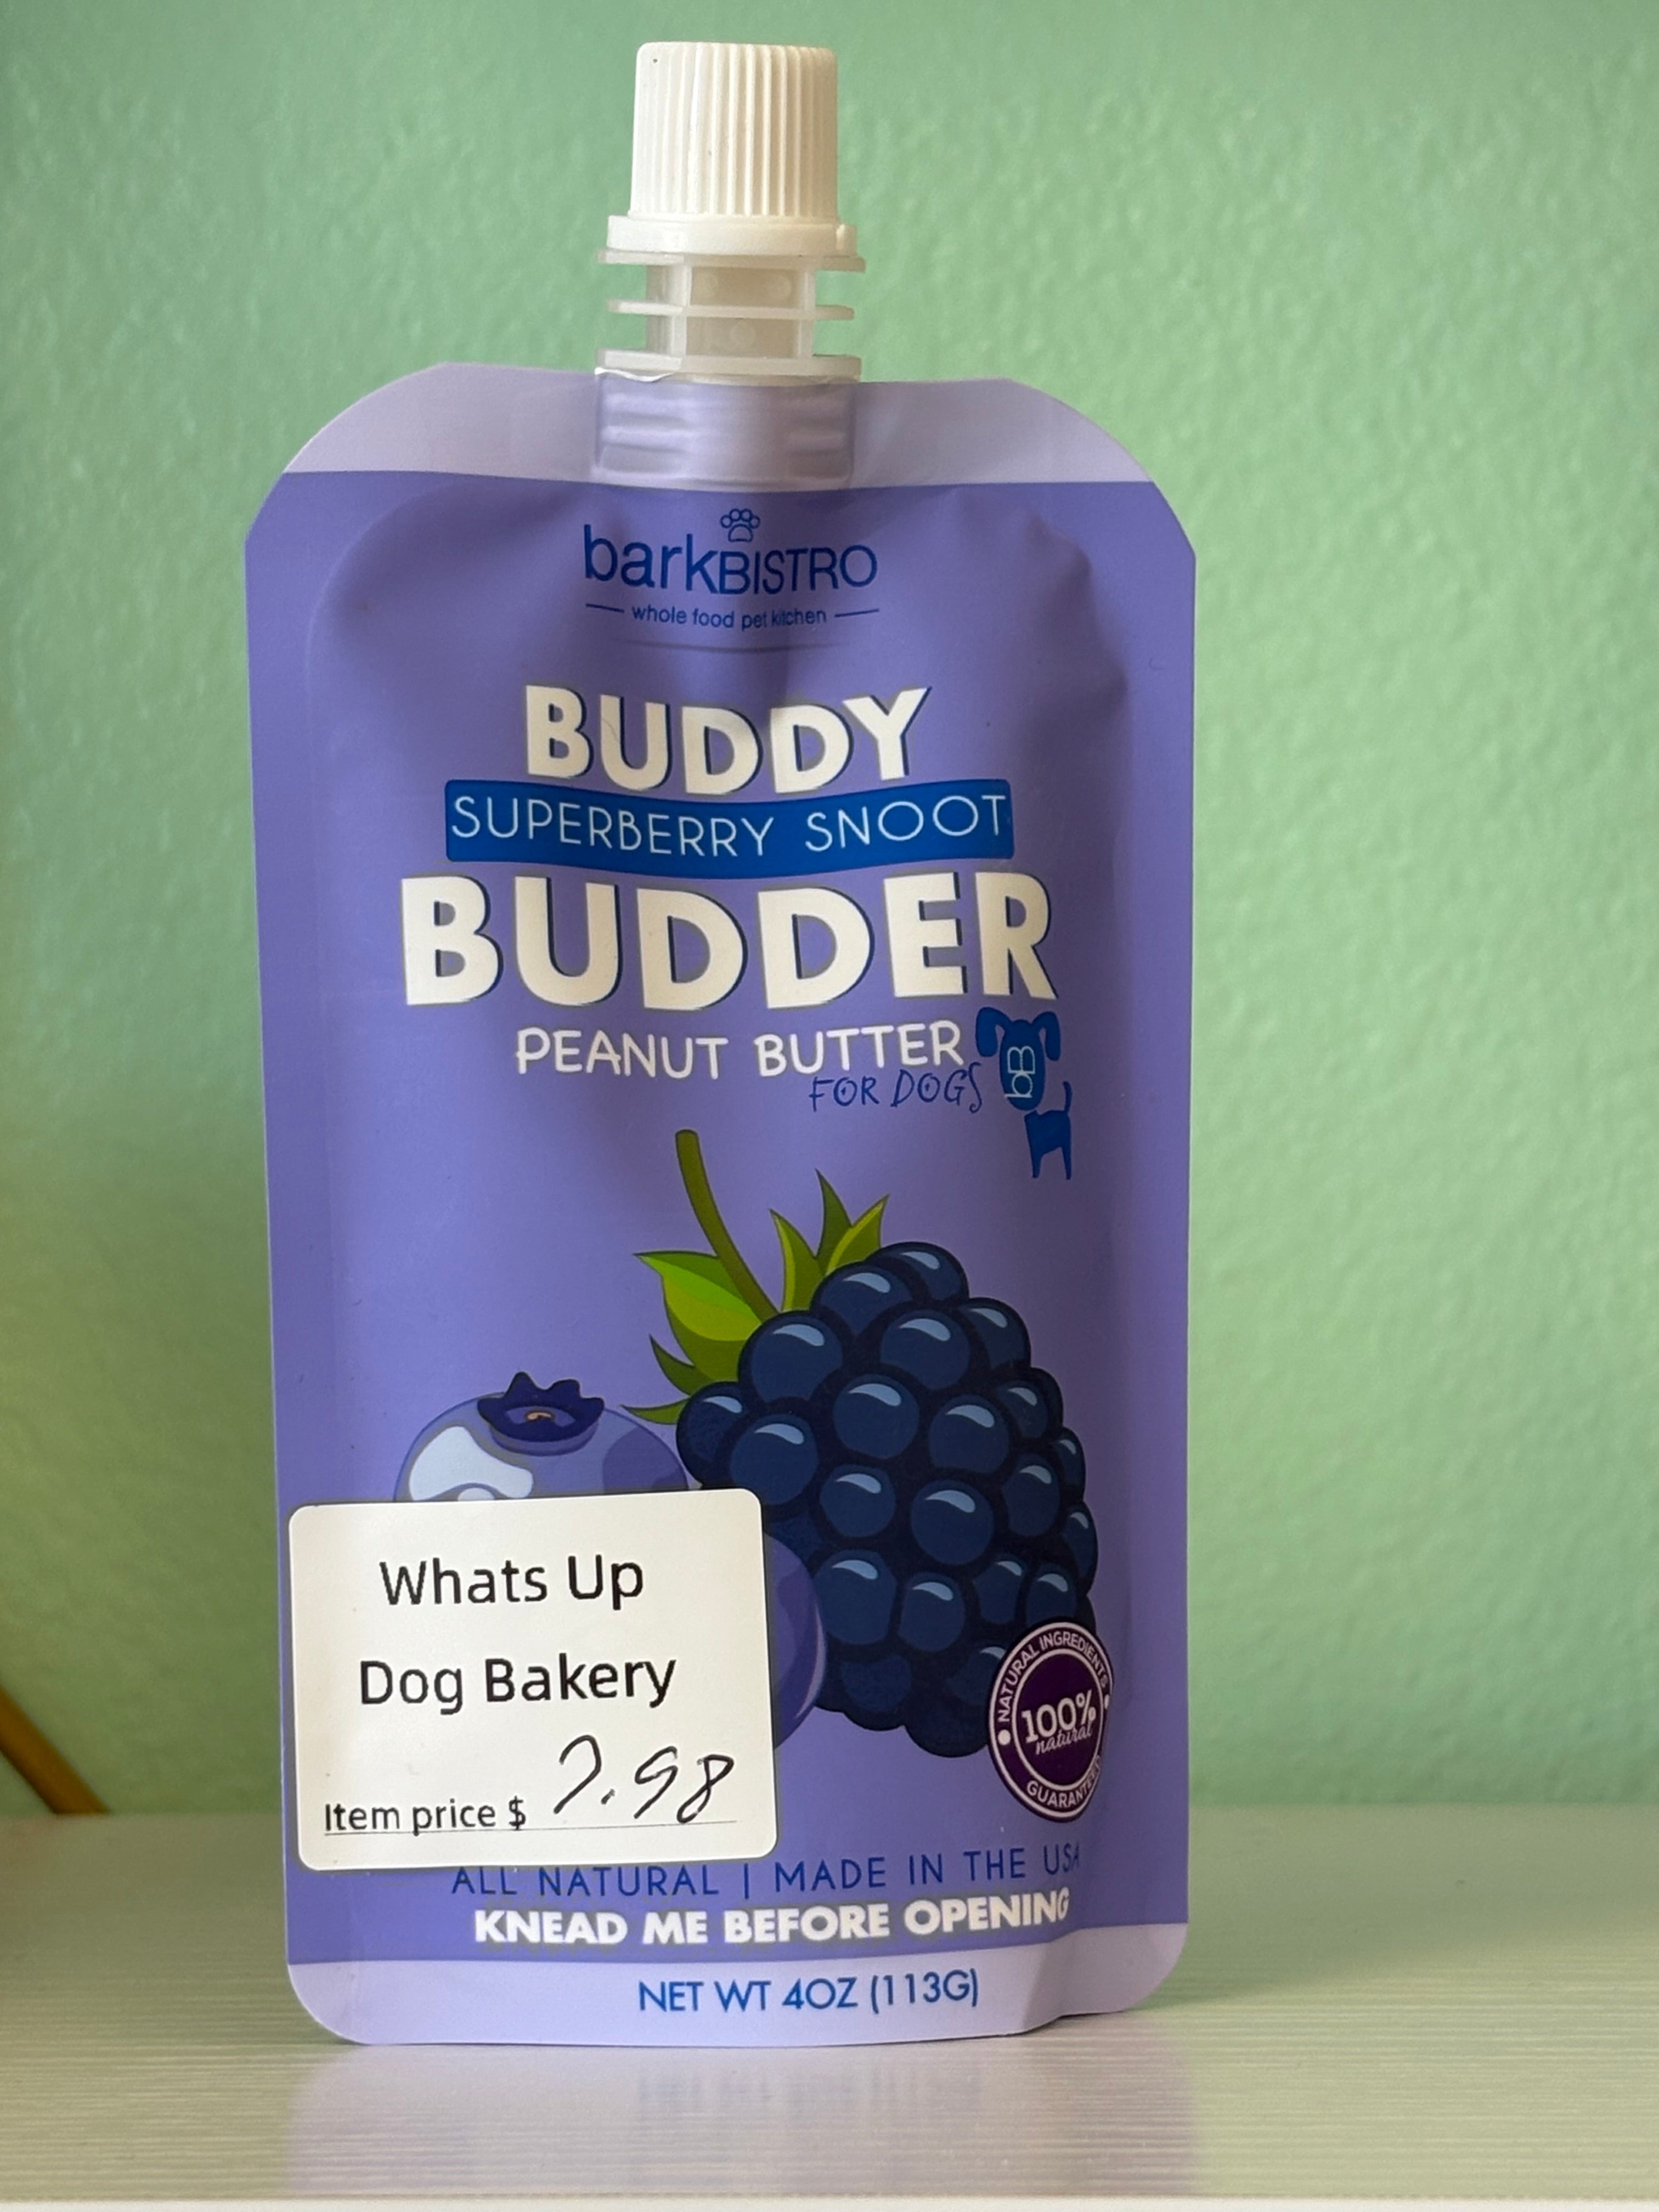 barkBISTRO
whole food pet kitchen
BUDDY
SUPERBERRY SNOOT
BUDDER
PEANUT BUTTER
FOR DOGS
bB
Whats Up
Dog Bakery
Item price $ 7.98
NATURAL INGREDIENTS
100%
natural
GUARANTEED
ALL NATURAL | MADE IN THE USA
KNEAD ME BEFORE OPENING
NET WT 4OZ (113G)